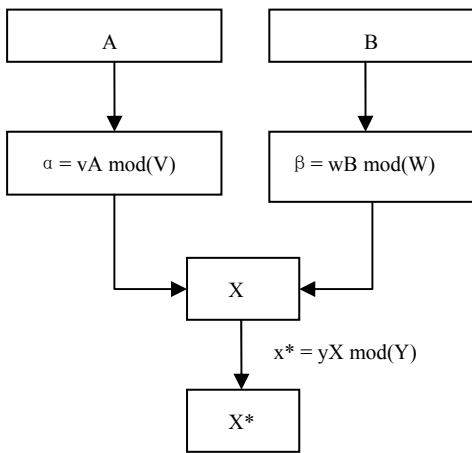 A
B
α = vA mod(V)
β = wB mod(W)
X
x* = yX mod(Y)
X*